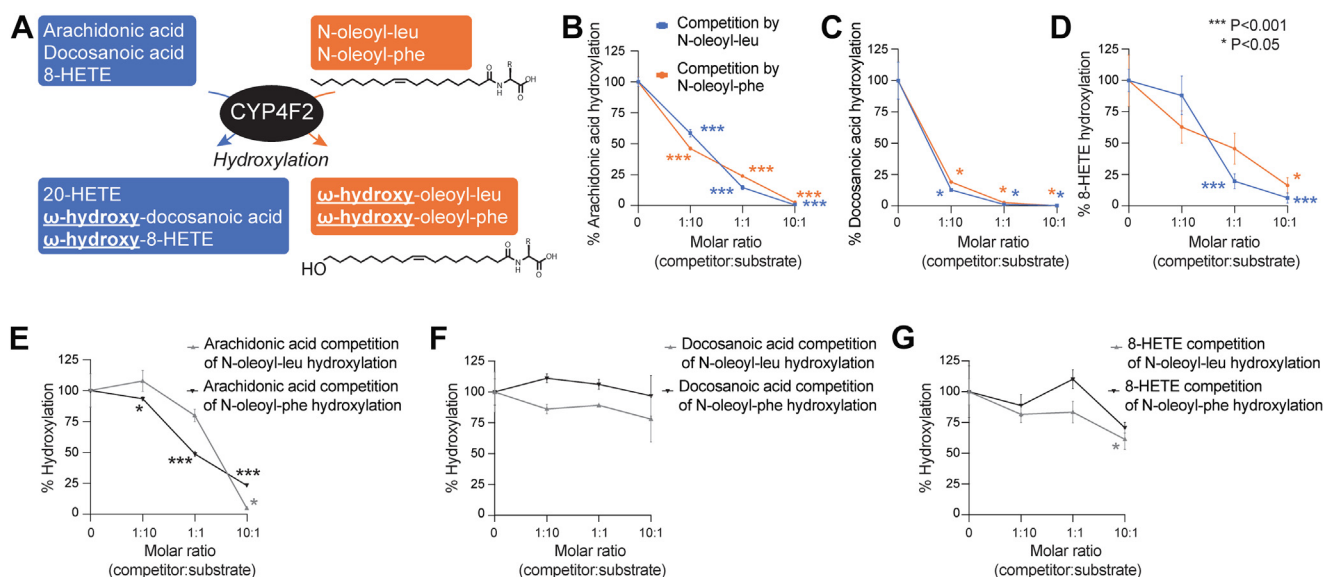 A
Arachidonic acid
Docosanoic acid
8-HETE
N-oleoyl-leu
N-oleoyl-phe
R
N
H
O
OH
CYP4F2
Hydroxylation
20-HETE
ω-hydroxy-docosanoic acid
ω-hydroxy-8-HETE
ω-hydroxy-oleoyl-leu
ω-hydroxy-oleoyl-phe
HO
O
R
N
H
O
OH
B
Competition by
N-oleoyl-leu
Competition by
N-oleoyl-phe
% Arachidonic acid hydroxylation
125
100
75
50
25
0
***
***
***
***
***
***
0
1:10
1:1
10:1
Molar ratio
(competitor:substrate)
C
% Docosanoic acid hydroxylation
125
100
75
50
25
0
*
*
*
*
*
*
0
1:10
1:1
10:1
Molar ratio
(competitor:substrate)
D
*** P<0.001
* P<0.05
% 8-HETE hydroxylation
125
100
75
50
25
0
***
*
***
0
1:10
1:1
10:1
Molar ratio
(competitor:substrate)
E
Arachidonic acid competition
of N-oleoyl-leu hydroxylation
Arachidonic acid competition
of N-oleoyl-phe hydroxylation
% Hydroxylation
125
100
75
50
25
0
*
***
***
*
0
1:10
1:1
10:1
Molar ratio
(competitor:substrate)
F
Docosanoic acid competition
of N-oleoyl-leu hydroxylation
Docosanoic acid competition
of N-oleoyl-phe hydroxylation
% Hydroxylation
125
100
75
50
25
0
0
1:10
1:1
10:1
Molar ratio
(competitor:substrate)
G
8-HETE competition
of N-oleoyl-leu hydroxylation
8-HETE competition
of N-oleoyl-phe hydroxylation
% Hydroxylation
125
100
75
50
25
0
*
0
1:10
1:1
10:1
Molar ratio
(competitor:substrate)